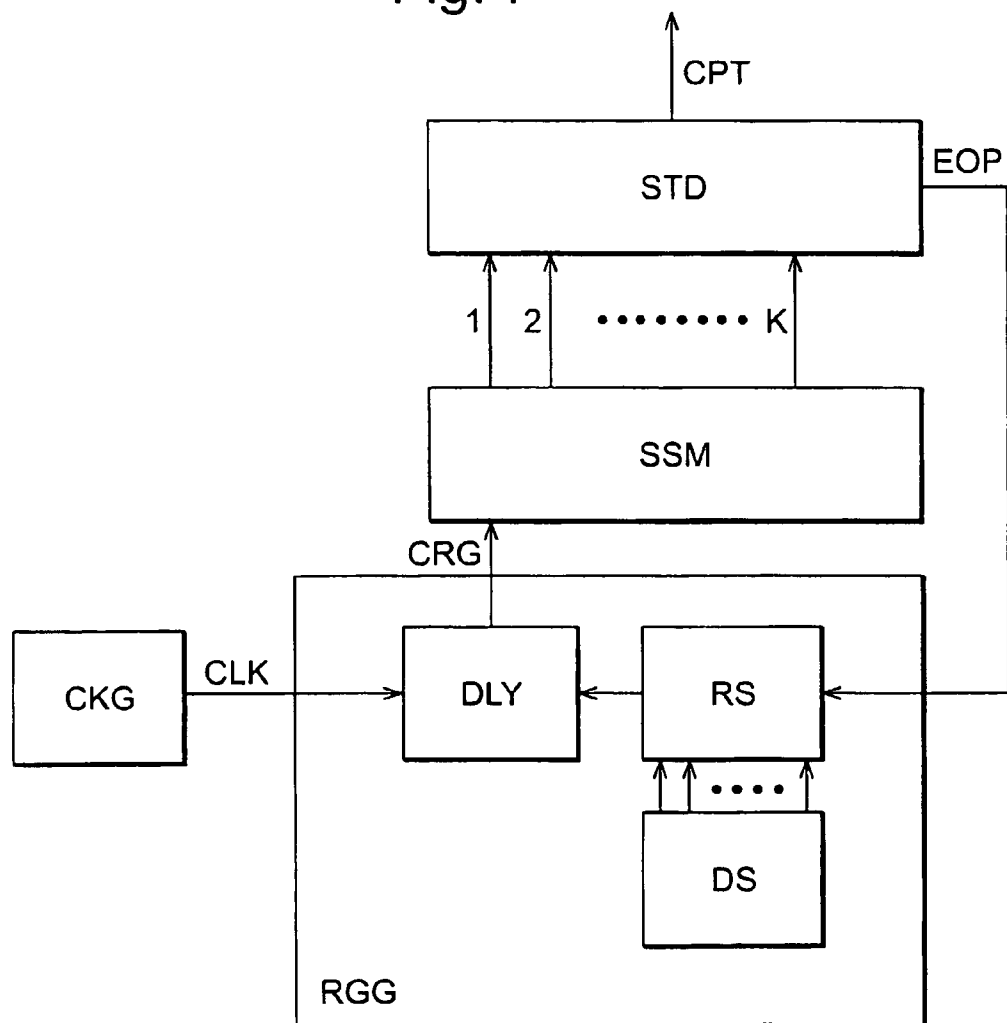 CPT
STD
EOP
1 2 ........ K
SSM
CRG
CKG
CLK
DLY
RS
....
DS
RGG